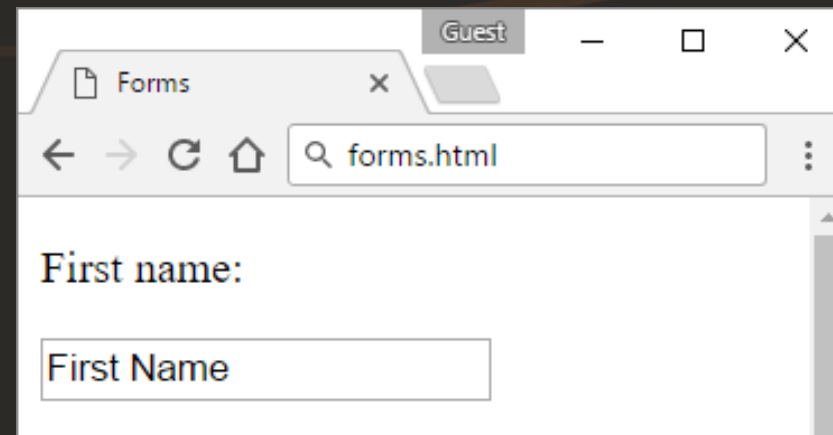 Guest
Forms
forms.html
First name:
First Name